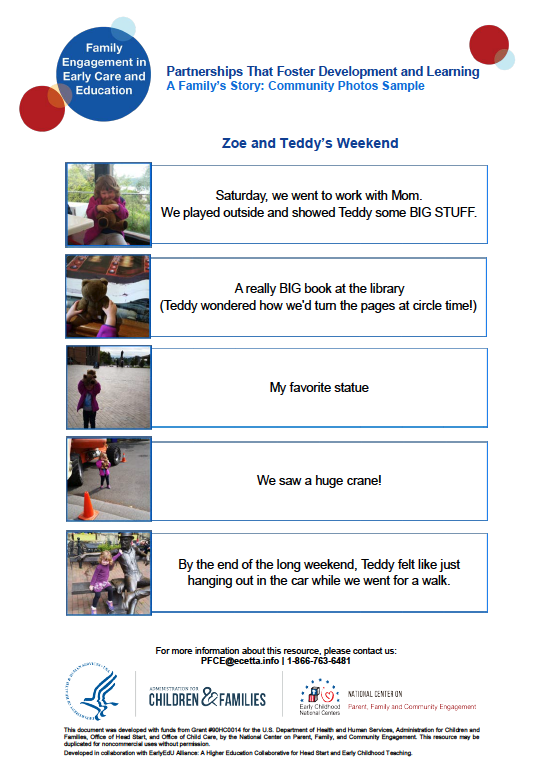 Family
Engagement in
Early Care and
Education
Partnerships That Foster Development and Learning
A Family's Story: Community Photos Sample
Zoe and Teddy's Weekend
Saturday, we went to work with Mom.
We played outside and showed Teddy some BIG STUFF.
A really BIG book at the library
(Teddy wondered how we'd turn the pages at circle time!)
My favorite statue
We saw a huge crane!
By the end of the long weekend, Teddy felt like just
hanging out in the car while we went for a walk.
For more information about this resource, please contact us:
PFCE@ecetta.info | 1-866-763-6481
ADMINISTRATION FOR
CHILDREN & FAMILIES
Early Childhood
National Centers
NATIONAL CENTER ON
Parent, Family and Community Engagement
This document was developed with funds from Grant #90HC0014 for the U.S. Department of Health and Human Services, Administration for Children and
Families, Office of Head Start, and Office of Child Care, by the National Center on Parent, Family, and Community Engagement. This resource may be
duplicated for noncommercial uses without permission.
Developed in collaboration with EarlyEdU Alliance: A Higher Education Collaborative for Head Start and Early Childhood Teaching.